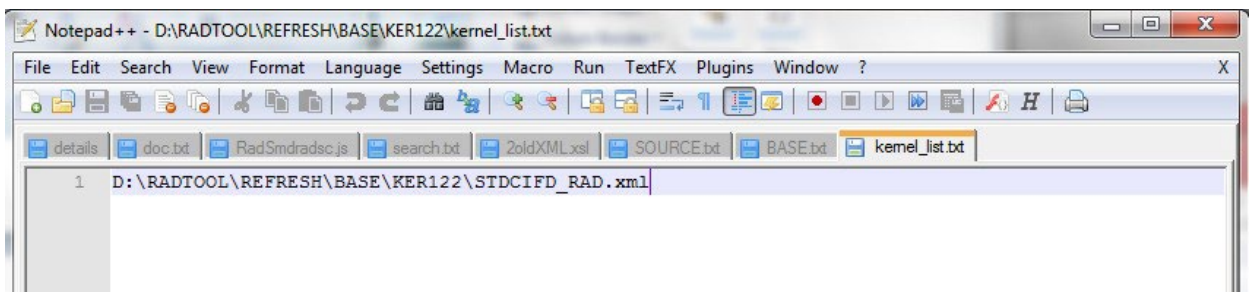 Notepad++ - D:\RADTOOL\REFRESH\BASE\KER122\kernel_list.txt
File Edit Search View Format Language Settings Macro Run TextFX Plugins Window ? X
details doc.txt RadSmdradsc.js search.txt 2oldXML.xsl SOURCE.txt BASE.txt kernel_list.txt
1 D:\RADTOOL\REFRESH\BASE\KER122\STDCIFD_RAD.xml